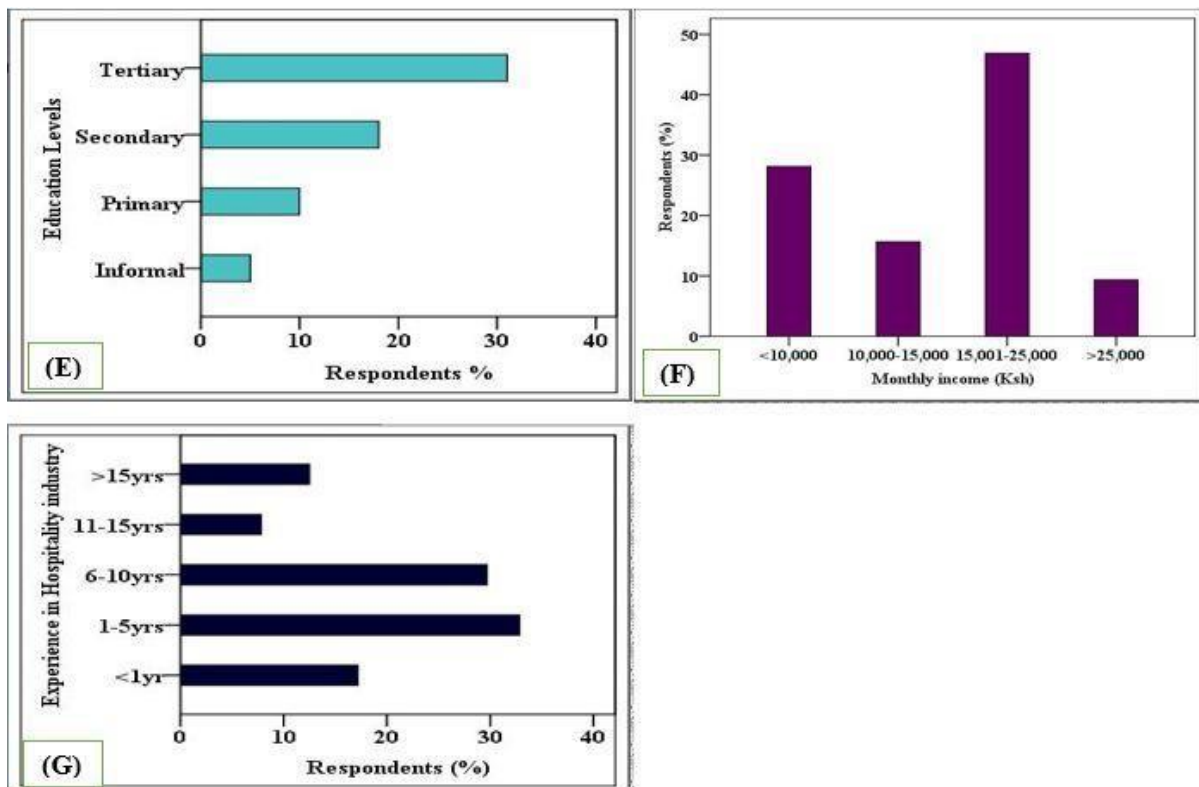 Education Levels
Tertiary
Secondary
Primary
Informal
0 10 20 30 40
Respondents %
(E)
Respondents (%)
50
40
30
20
10
0
<10,000 10,000-15,000 15,001-25,000 >25,000
Monthly income (Ksh)
(F)
Experience in Hospitality industry
>15yrs
11-15yrs
6-10yrs
1-5yrs
<1yr
0 10 20 30 40
Respondents (%)
(G)